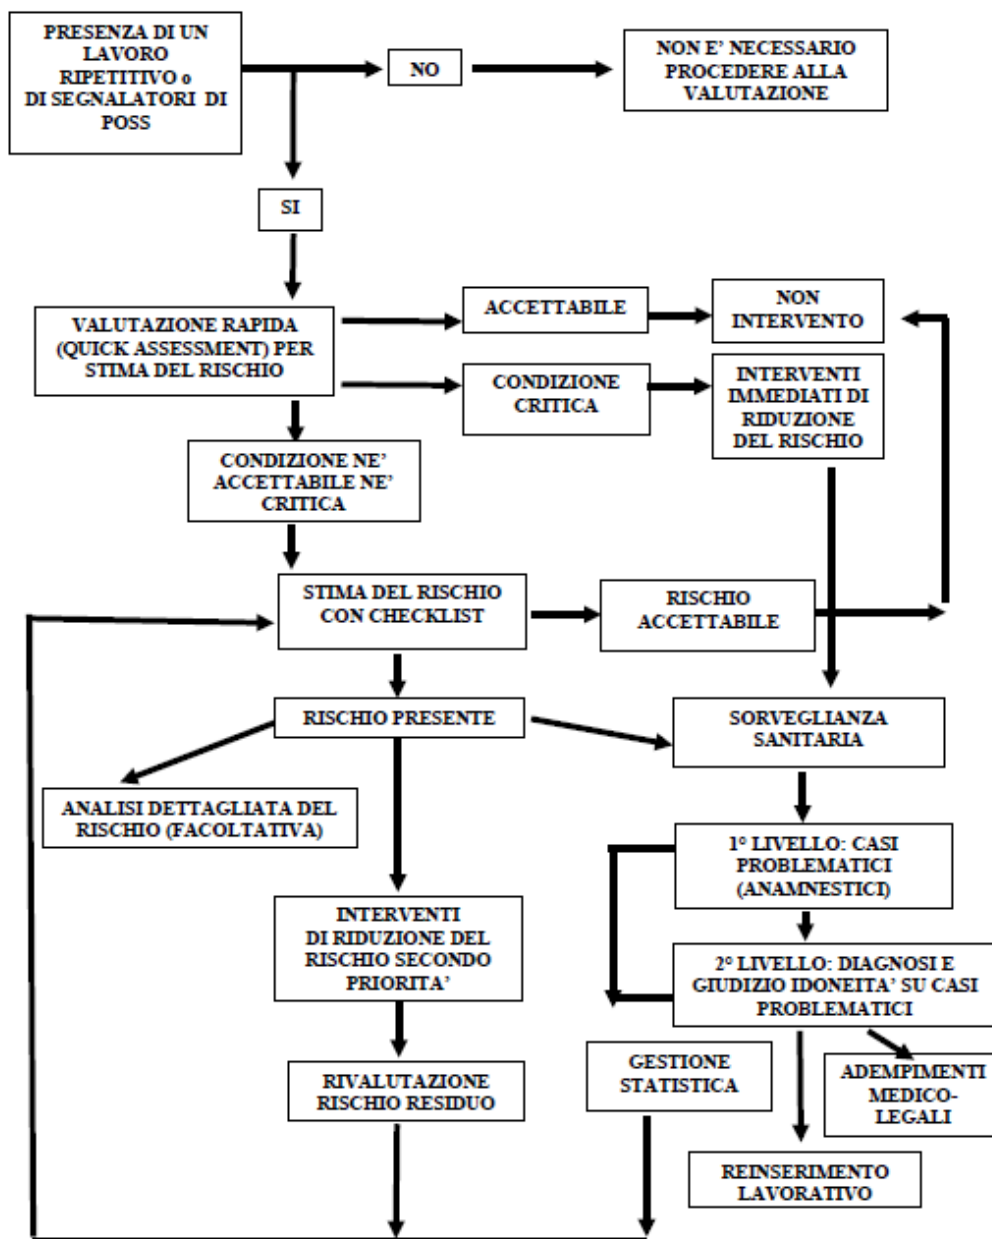 PRESENZA DI UN
LAVORO
RIPETITIVO o
DI SEGNALATORI DI
POSS
NO
NON E' NECESSARIO
PROCEDERE ALLA
VALUTAZIONE
SI
VALUTAZIONE RAPIDA
(QUICK ASSESSMENT) PER
STIMA DEL RISCHIO
ACCETTABILE
NON
INTERVENTO
CONDIZIONE
CRITICA
INTERVENTI
IMMEDIATI DI
RIDUZIONE
DEL RISCHIO
CONDIZIONE NE'
ACCETTABILE NE'
CRITICA
STIMA DEL RISCHIO
CON CHECKLIST
RISCHIO
ACCETTABILE
RISCHIO PRESENTE
SORVEGLIANZA
SANITARIA
ANALISI DETTAGLIATA DEL
RISCHIO (FACOLTATIVA)
1° LIVELLO: CASI
PROBLEMATICI
(ANAMNESTICI)
INTERVENTI
DI RIDUZIONE DEL
RISCHIO SECONDO
PRIORITA'
2° LIVELLO: DIAGNOSI E
GIUDIZIO IDONEITA' SU CASI
PROBLEMATICI
RIVALUTAZIONE
RISCHIO RESIDUO
GESTIONE
STATISTICA
ADEMPIMENTI
MEDICO-
LEGALI
REINSERIMENTO
LAVORATIVO